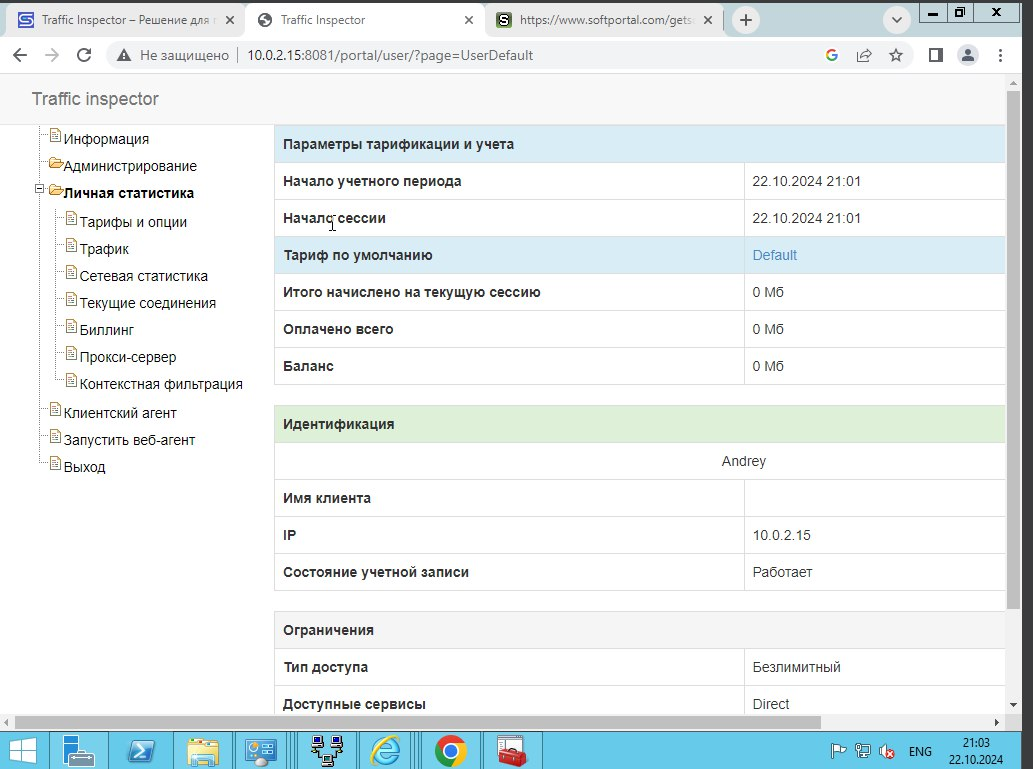 Traffic Inspector – Решение для
Traffic Inspector
https://www.softportal.com/gets
Не защищено
10.0.2.15:8081/portal/user/?page=UserDefault
Traffic inspector
Информация
Администрирование
Личная статистика
Тарифы и опции
Трафик
Сетевая статистика
Текущие соединения
Биллинг
Прокси-сервер
Контекстная фильтрация
Клиентский агент
Запустить веб-агент
Выход
Параметры тарификации и учета
Начало учетного периода 22.10.2024 21:01
Начало сессии 22.10.2024 21:01
Тариф по умолчанию Default
Итого начислено на текущую сессию 0 Мб
Оплачено всего 0 Мб
Баланс 0 Мб
Идентификация
Andrey
Имя клиента
IP 10.0.2.15
Состояние учетной записи Работает
Ограничения
Тип доступа Безлимитный
Доступные сервисы Direct
ENG
21:03
22.10.2024